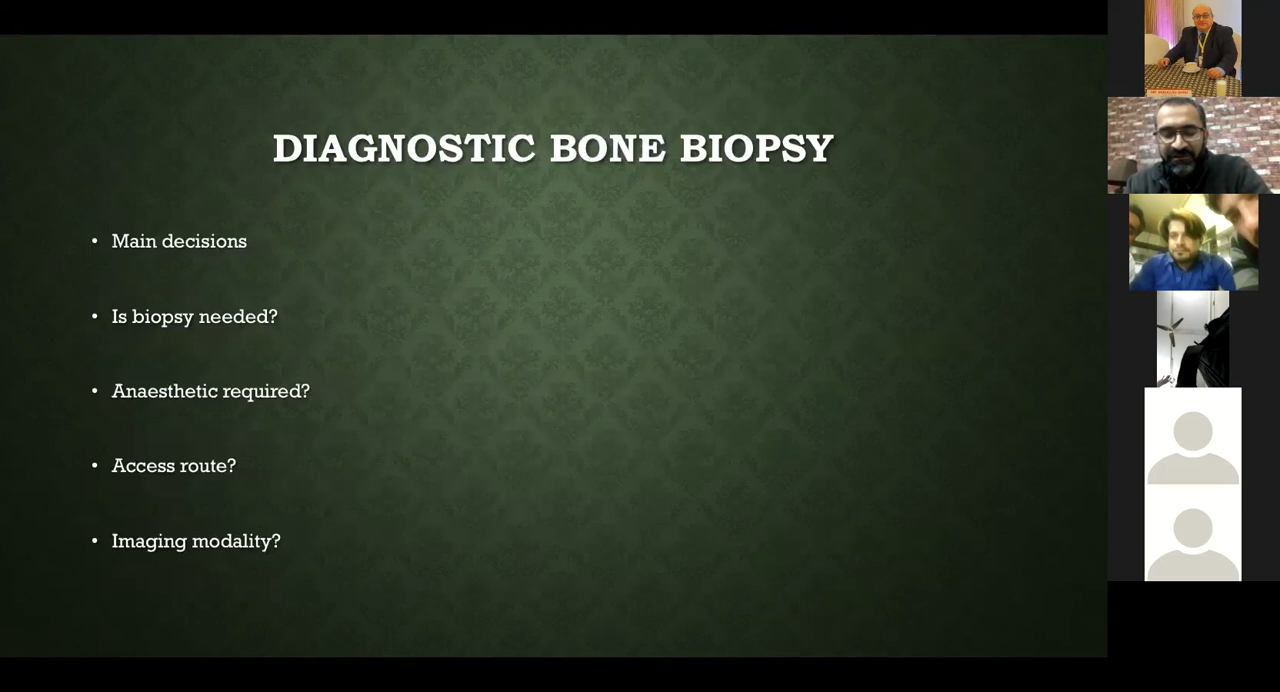 DIAGNOSTIC BONE BIOPSY
• Main decisions
• Is biopsy needed?
• Anaesthetic required?
• Access route?
• Imaging modality?